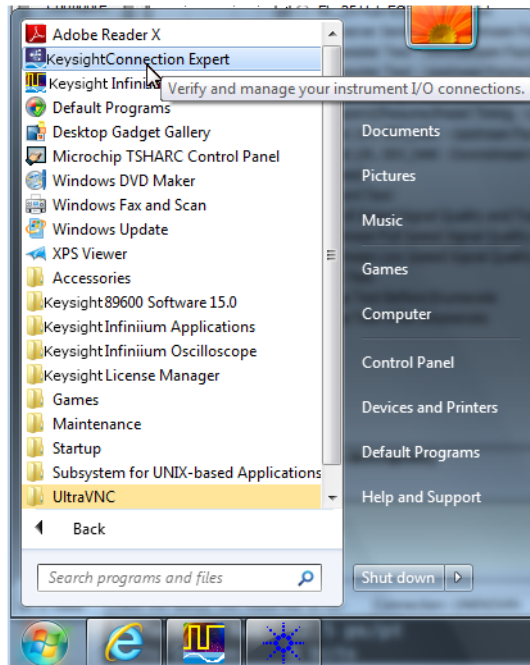 Adobe Reader X
KeysightConnection Expert
Keysight Infiniiu
Verify and manage your instrument I/O connections.
Default Programs
Desktop Gadget Gallery
Microchip TSHARC Control Panel
Windows DVD Maker
Windows Fax and Scan
Windows Update
XPS Viewer
Accessories
Keysight89600 Software 15.0
Keysight Infiniium Applications
Keysight Infiniium Oscilloscope
Keysight License Manager
Games
Maintenance
Startup
Subsystem for UNIX-based Applications
UltraVNC
Back
Search programs and files
Documents
Pictures
Music
Games
Computer
Control Panel
Devices and Printers
Default Programs
Help and Support
Shut down